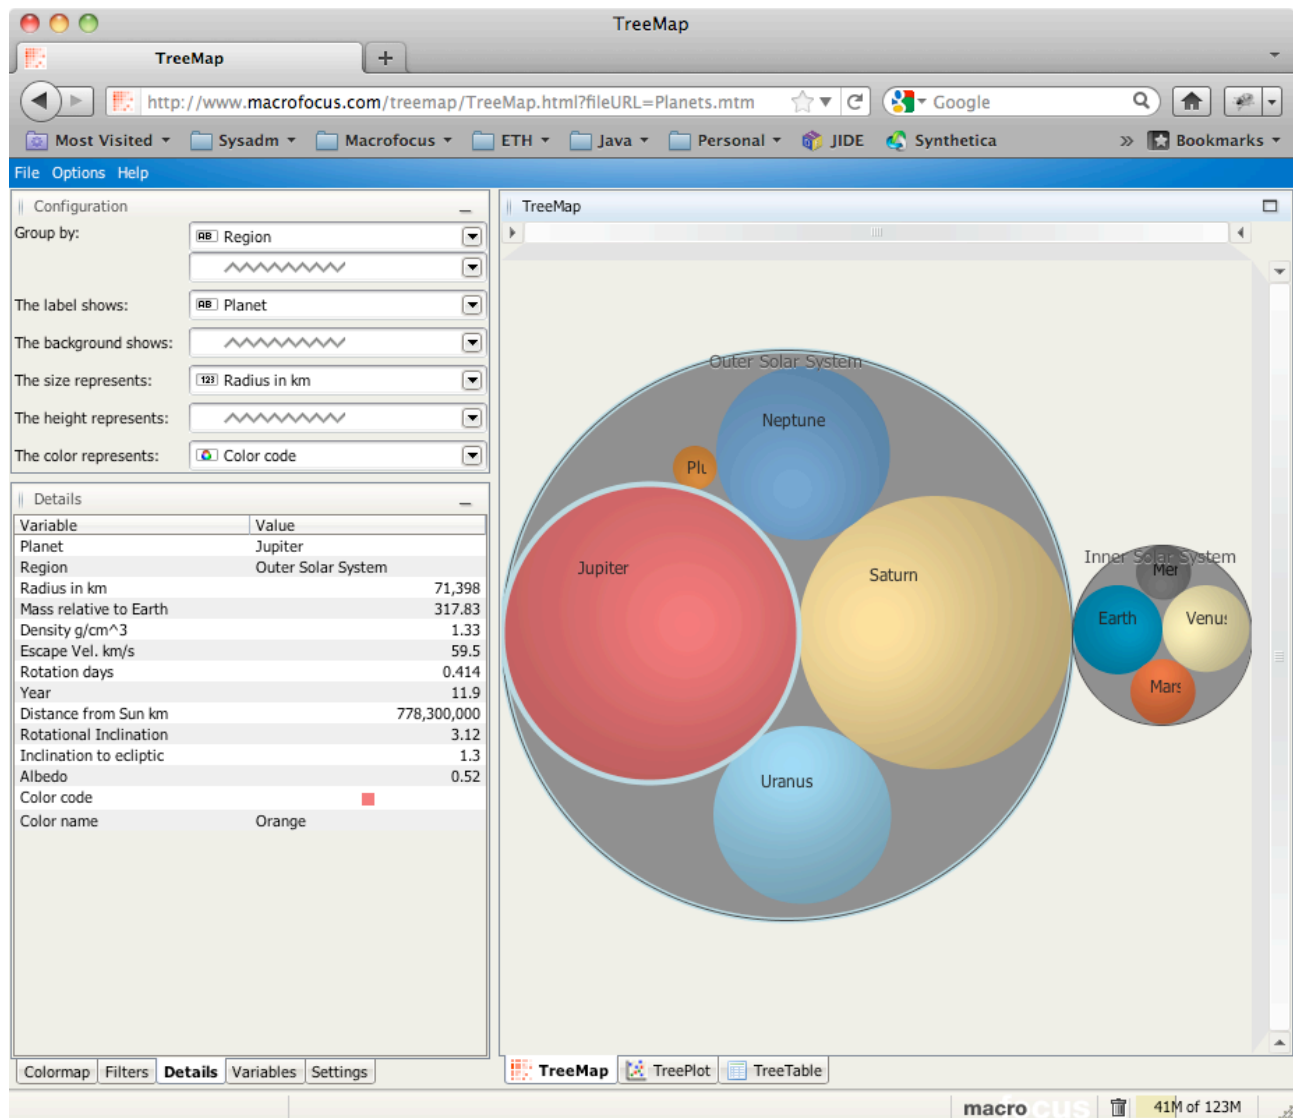 TreeMap
TreeMap
http://www.macrofocus.com/treemap/TreeMap.html?fileURL=Planets.mtm
Google
Most Visited Sysadm Macrofocus ETH Java Personal JIDE Synthetica » Bookmarks
File Options Help
Configuration
Group by: AB Region
The label shows: AB Planet
The background shows:
The size represents: 123 Radius in km
The height represents:
The color represents: Color code
Details
Variable Value
Planet Jupiter
Region Outer Solar System
Radius in km 71,398
Mass relative to Earth 317.83
Density g/cm^3 1.33
Escape Vel. km/s 59.5
Rotation days 0.414
Year 11.9
Distance from Sun km 778,300,000
Rotational Inclination 3.12
Inclination to ecliptic 1.3
Albedo 0.52
Color code
Color name Orange
Colormap Filters Details Variables Settings
TreeMap
Outer Solar System
Neptune
Plu
Jupiter
Saturn
Uranus
Inner Solar System
Mer
Earth
Venus
Mars
TreeMap TreePlot TreeTable
macrofocus
41M of 123M